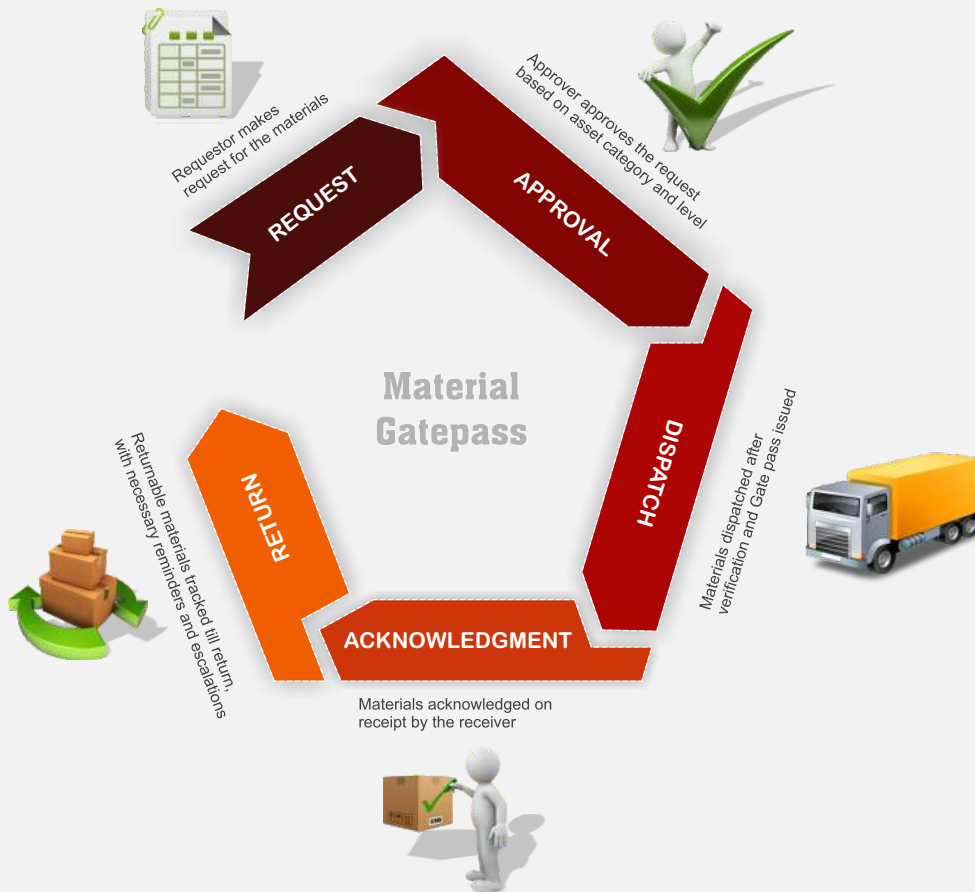 Requestor makes
request for the materials
REQUEST
Approver approves the request
based on asset category and level
APPROVAL
Material
Gatepass
DISPATCH
Materials dispatched after
verification and Gate pass issued
ACKNOWLEDGMENT
Materials acknowledged on
receipt by the receiver
RETURN
Returnable materials tracked till return,
with necessary reminders and escalations